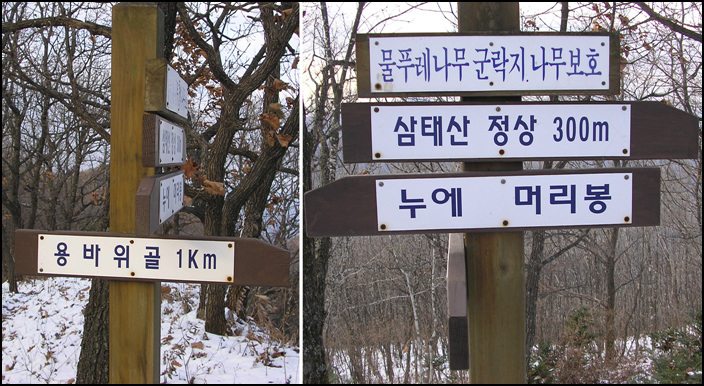 용바위골 1Km
물푸레나무군락지.나무보호
삼태산 정상 300m
누에 머리봉